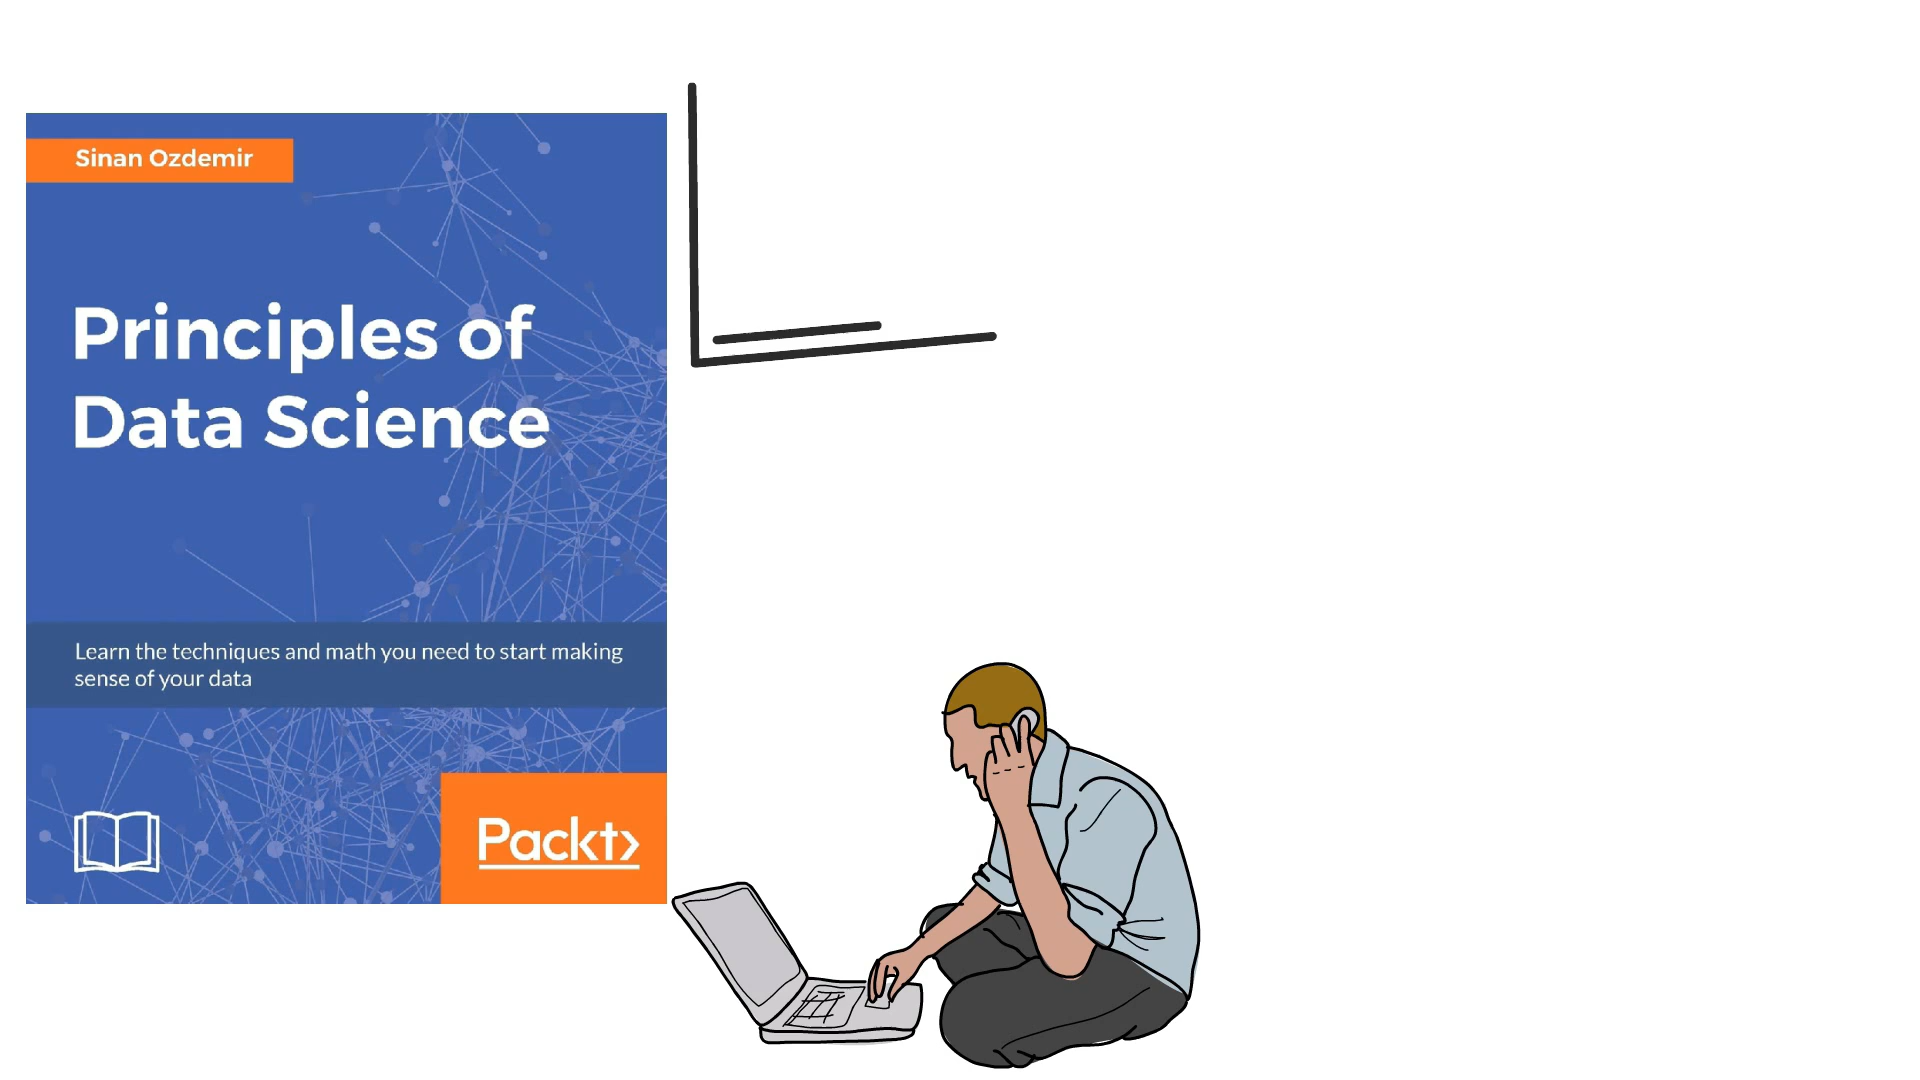 Sinan Ozdemir
Principles of
Data Science
Learn the techniques and math you need to start making
sense of your data
Packt>